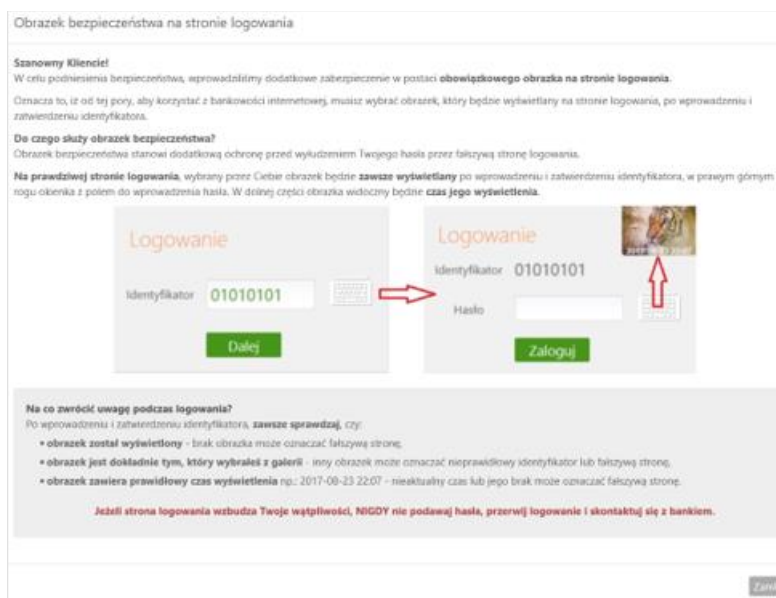 Obrazek bezpieczeństwa na stronie logowania
Szanowny Kliencie!
W celu podniesienia bezpieczeństwa, wprowadziliśmy dodatkowe zabezpieczenie w postaci obowiązkowego obrazka na stronie logowania.
Oznacza to, iż od tej pory, aby korzystać z bankowości internetowej, musisz wybrać obrazek, który będzie wyświetlany na stronie logowania, po wprowadzeniu i
zatwierdzeniu identyfikatora.
Do czego służy obrazek bezpieczeństwa?
Obrazek bezpieczeństwa stanowi dodatkową ochronę przed wyłudzeniem Twojego hasła przez fałszywą stronę logowania.
Na prawdziwej stronie logowania, wybrany przez Ciebie obrazek będzie zawsze wyświetlany po wprowadzeniu i zatwierdzeniu identyfikatora, w prawym górnym
rogu okienka z polem do wprowadzenia hasła. W dolnej części obrazka widoczny będzie czas jego wyświetlenia.
Logowanie
Identyfikator 01010101
Dalej
Logowanie
Identyfikator 01010101
Hasło
Zaloguj
Na co zwrócić uwagę podczas logowania?
Po wprowadzeniu i zatwierdzeniu identyfikatora, zawsze sprawdzaj, czy:
• obrazek został wyświetlony - brak obrazka może oznaczać fałszywą stronę,
• obrazek jest dokładnie tym, który wybrałeś z galerii - inny obrazek może oznaczać nieprawidłowy identyfikator lub fałszywą stronę,
• obrazek zawiera prawidłowy czas wyświetlenia np.: 2017-08-23 22:07 - nieaktualny czas lub jego brak może oznaczać fałszywą stronę.
Jeżeli strona logowania wzbudza Twoje wątpliwości, NIGDY nie podawaj hasła, przerwij logowanie i skontaktuj się z bankiem.